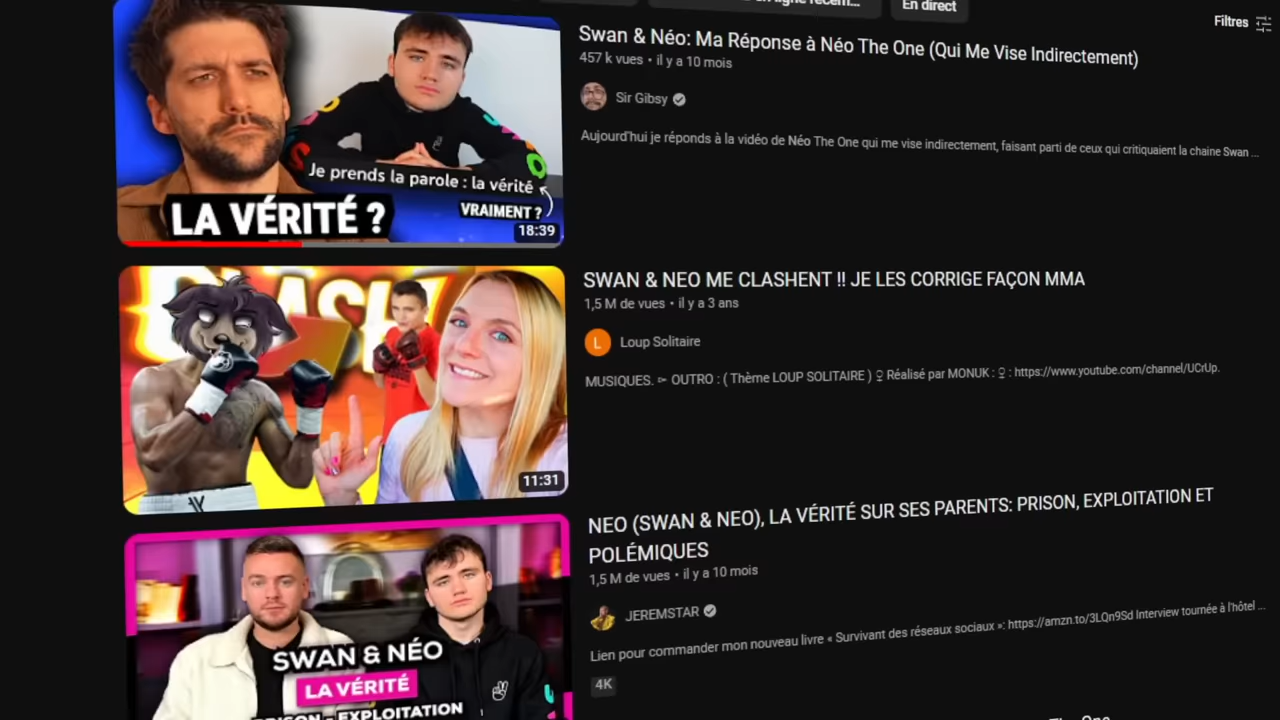 En direct
Filtres
Je prends la parole : la vérité
LA VÉRITÉ ?
VRAIMENT ?
18:39
Swan & Néo: Ma Réponse à Néo The One (Qui Me Vise Indirectement)
457 k vues • il y a 10 mois
Sir Gibsy
Aujourd'hui je réponds à la vidéo de Néo The One qui me vise indirectement, faisant parti de ceux qui critiquaient la chaine Swan ...
11:31
SWAN & NEO ME CLASHENT !! JE LES CORRIGE FAÇON MMA
1,5 M de vues • il y a 3 ans
L
Loup Solitaire
MUSIQUES. ➳ OUTRO : ( Thème LOUP SOLITAIRE ) ♀ Réalisé par MONUK : ♀ : https://www.youtube.com/channel/UCrUp.
SWAN & NÉO
LA VÉRITÉ
PRISON - EXPLOITATION
NEO (SWAN & NEO), LA VÉRITÉ SUR SES PARENTS: PRISON, EXPLOITATION ET
POLÉMIQUES
1,5 M de vues • il y a 10 mois
JEREMSTAR
Lien pour commander mon nouveau livre « Survivant des réseaux sociaux »: https://amzn.to/3LQn9Sd Interview tournée à l'hôtel ...
4K
The One